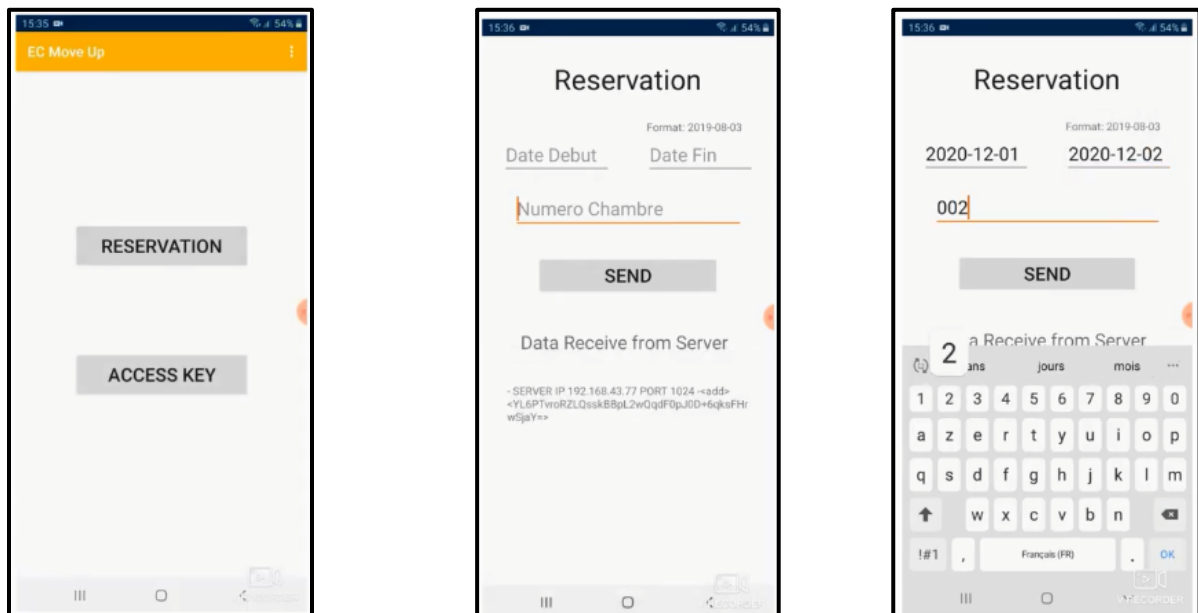 15:35 54%
EC Move Up
RESERVATION
ACCESS KEY
15:36 54%
Reservation
Format: 2019-08-03
Date Debut Date Fin
Numero Chambre
SEND
Data Receive from Server
- SERVER IP 192.168.43.77 PORT 1024 -<add>
<YL6PTvroRZLQsskBBpL2wQqdF0pJ0D+6qksFHr
wSjaY=>
15:36 54%
Reservation
Format: 2019-08-03
2020-12-01 2020-12-02
002
SEND
a Receive from Server
2 ans jours mois ...
1 2 3 4 5 6 7 8 9 0
a z e r t y u i o p
q s d f g h j k l m
w x c v b n
!#1 , Français (FR) . OK